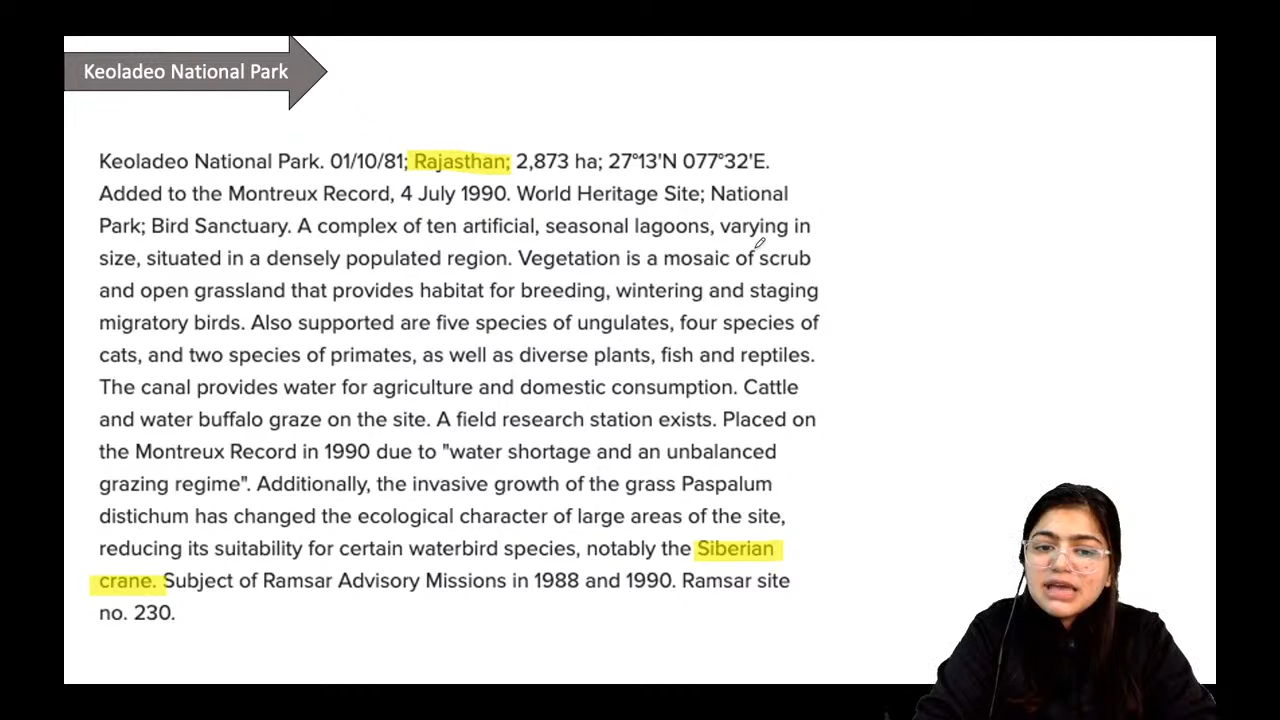 Keoladeo National Park
Keoladeo National Park. 01/10/81; Rajasthan; 2,873 ha; 27°13'N 077°32'E.
Added to the Montreux Record, 4 July 1990. World Heritage Site; National
Park; Bird Sanctuary. A complex of ten artificial, seasonal lagoons, varying in
size, situated in a densely populated region. Vegetation is a mosaic of scrub
and open grassland that provides habitat for breeding, wintering and staging
migratory birds. Also supported are five species of ungulates, four species of
cats, and two species of primates, as well as diverse plants, fish and reptiles.
The canal provides water for agriculture and domestic consumption. Cattle
and water buffalo graze on the site. A field research station exists. Placed on
the Montreux Record in 1990 due to "water shortage and an unbalanced
grazing regime". Additionally, the invasive growth of the grass Paspalum
distichum has changed the ecological character of large areas of the site,
reducing its suitability for certain waterbird species, notably the Siberian
crane. Subject of Ramsar Advisory Missions in 1988 and 1990. Ramsar site
no. 230.